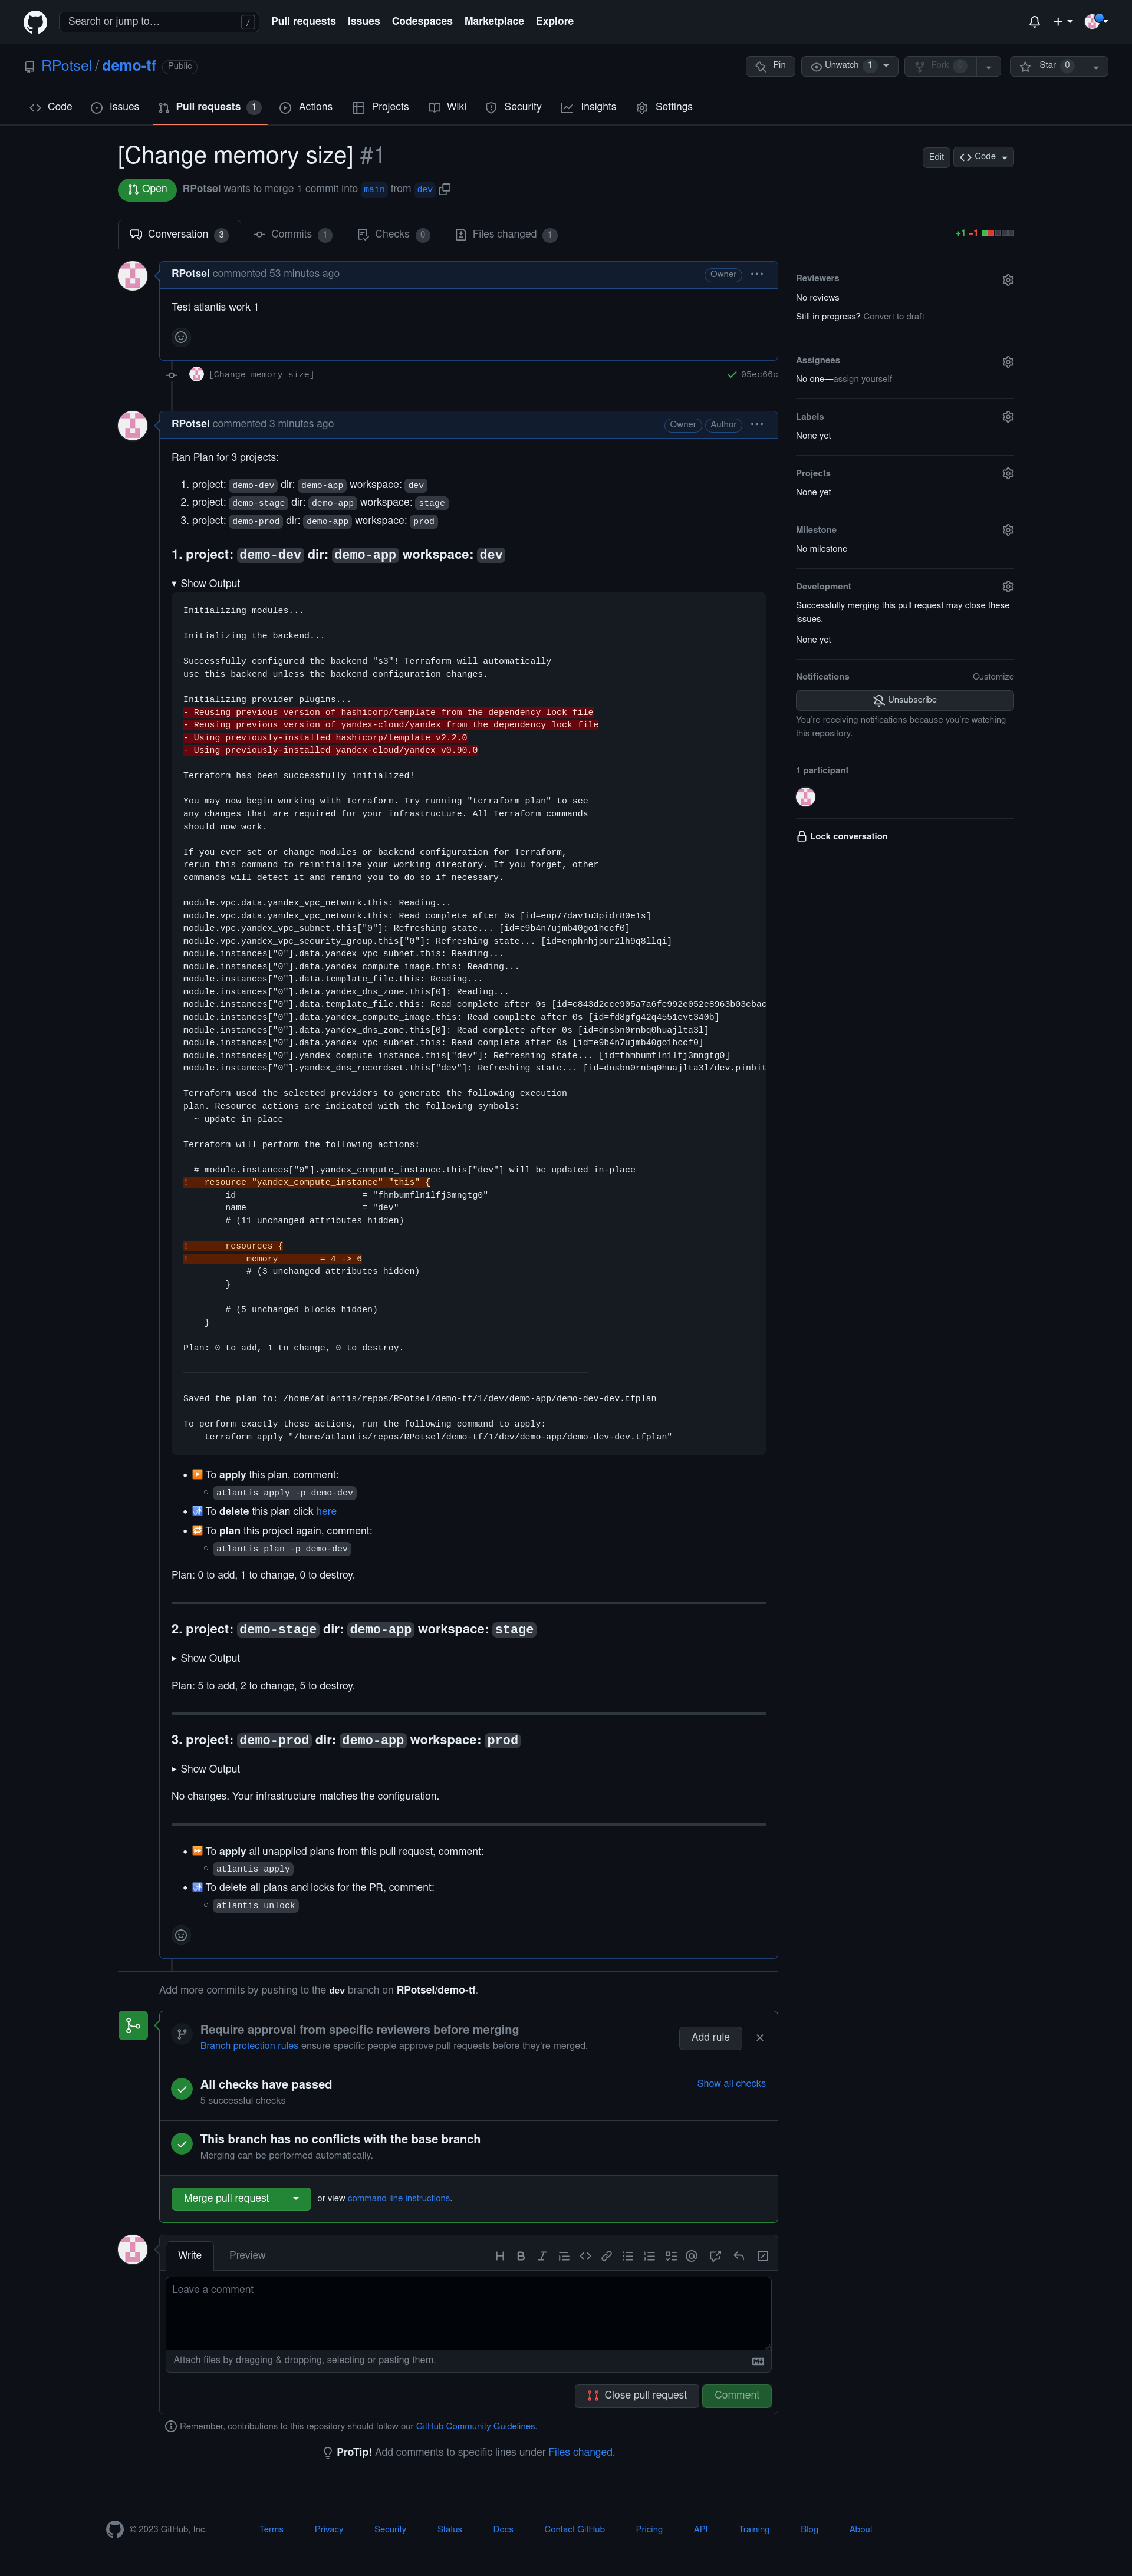 Search or jump to… /
Pull requests Issues Codespaces Marketplace Explore
RPotsel / demo-tf Public
Pin Unwatch 1 Fork 0 Star 0
Code Issues Pull requests 1 Actions Projects Wiki Security Insights Settings
[Change memory size] #1
Edit Code
Open RPotsel wants to merge 1 commit into main from dev
Conversation 3 Commits 1 Checks 0 Files changed 1
+1 −1
RPotsel commented 53 minutes ago Owner
Test atlantis work 1
[Change memory size] 05ec66c
RPotsel commented 3 minutes ago Owner Author
Ran Plan for 3 projects:
1. project: demo-dev dir: demo-app workspace: dev
2. project: demo-stage dir: demo-app workspace: stage
3. project: demo-prod dir: demo-app workspace: prod
1. project: demo-dev dir: demo-app workspace: dev
Show Output
Initializing modules...
Initializing the backend...
Successfully configured the backend "s3"! Terraform will automatically
use this backend unless the backend configuration changes.
Initializing provider plugins...
- Reusing previous version of hashicorp/template from the dependency lock file
- Reusing previous version of yandex-cloud/yandex from the dependency lock file
- Using previously-installed hashicorp/template v2.2.0
- Using previously-installed yandex-cloud/yandex v0.90.0
Terraform has been successfully initialized!
You may now begin working with Terraform. Try running "terraform plan" to see
any changes that are required for your infrastructure. All Terraform commands
should now work.
If you ever set or change modules or backend configuration for Terraform,
rerun this command to reinitialize your working directory. If you forget, other
commands will detect it and remind you to do so if necessary.
module.vpc.data.yandex_vpc_network.this: Reading...
module.vpc.data.yandex_vpc_network.this: Read complete after 0s [id=enp77dav1u3pidr80e1s]
module.vpc.yandex_vpc_subnet.this["0"]: Refreshing state... [id=e9b4n7ujmb40go1hccf0]
module.vpc.yandex_vpc_security_group.this["0"]: Refreshing state... [id=enphnhjpur2lh9q8llqi]
module.instances["0"].data.yandex_vpc_subnet.this: Reading...
module.instances["0"].data.yandex_compute_image.this: Reading...
module.instances["0"].data.template_file.this: Reading...
module.instances["0"].data.yandex_dns_zone.this[0]: Reading...
module.instances["0"].data.template_file.this: Read complete after 0s [id=c843d2cce905a7a6fe992e052e8963b03cbac
module.instances["0"].data.yandex_compute_image.this: Read complete after 0s [id=fd8gfg42q4551cvt340b]
module.instances["0"].data.yandex_dns_zone.this[0]: Read complete after 0s [id=dnsbn0rnbq0huajlta3l]
module.instances["0"].data.yandex_vpc_subnet.this: Read complete after 0s [id=e9b4n7ujmb40go1hccf0]
module.instances["0"].yandex_compute_instance.this["dev"]: Refreshing state... [id=fhmbumfln1lfj3mngtg0]
module.instances["0"].yandex_dns_recordset.this["dev"]: Refreshing state... [id=dnsbn0rnbq0huajlta3l/dev.pinbit
Terraform used the selected providers to generate the following execution
plan. Resource actions are indicated with the following symbols:
~ update in-place
Terraform will perform the following actions:
# module.instances["0"].yandex_compute_instance.this["dev"] will be updated in-place
! resource "yandex_compute_instance" "this" {
id = "fhmbumfln1lfj3mngtg0"
name = "dev"
# (11 unchanged attributes hidden)
! resources {
! memory = 4 -> 6
# (3 unchanged attributes hidden)
}
# (5 unchanged blocks hidden)
}
Plan: 0 to add, 1 to change, 0 to destroy.
Saved the plan to: /home/atlantis/repos/RPotsel/demo-tf/1/dev/demo-app/demo-dev-dev.tfplan
To perform exactly these actions, run the following command to apply:
terraform apply "/home/atlantis/repos/RPotsel/demo-tf/1/dev/demo-app/demo-dev-dev.tfplan"
To apply this plan, comment:
atlantis apply -p demo-dev
To delete this plan click here
To plan this project again, comment:
atlantis plan -p demo-dev
Plan: 0 to add, 1 to change, 0 to destroy.
2. project: demo-stage dir: demo-app workspace: stage
Show Output
Plan: 5 to add, 2 to change, 5 to destroy.
3. project: demo-prod dir: demo-app workspace: prod
Show Output
No changes. Your infrastructure matches the configuration.
To apply all unapplied plans from this pull request, comment:
atlantis apply
To delete all plans and locks for the PR, comment:
atlantis unlock
Add more commits by pushing to the dev branch on RPotsel/demo-tf.
Require approval from specific reviewers before merging
Branch protection rules ensure specific people approve pull requests before they're merged.
Add rule
All checks have passed
5 successful checks
Show all checks
This branch has no conflicts with the base branch
Merging can be performed automatically.
Merge pull request or view command line instructions.
Write Preview
Leave a comment
Attach files by dragging & dropping, selecting or pasting them.
Close pull request Comment
Remember, contributions to this repository should follow our GitHub Community Guidelines.
ProTip! Add comments to specific lines under Files changed.
Reviewers
No reviews
Still in progress? Convert to draft
Assignees
No one—assign yourself
Labels
None yet
Projects
None yet
Milestone
No milestone
Development
Successfully merging this pull request may close these
issues.
None yet
Notifications Customize
Unsubscribe
You're receiving notifications because you're watching
this repository.
1 participant
Lock conversation
© 2023 GitHub, Inc. Terms Privacy Security Status Docs Contact GitHub Pricing API Training Blog About